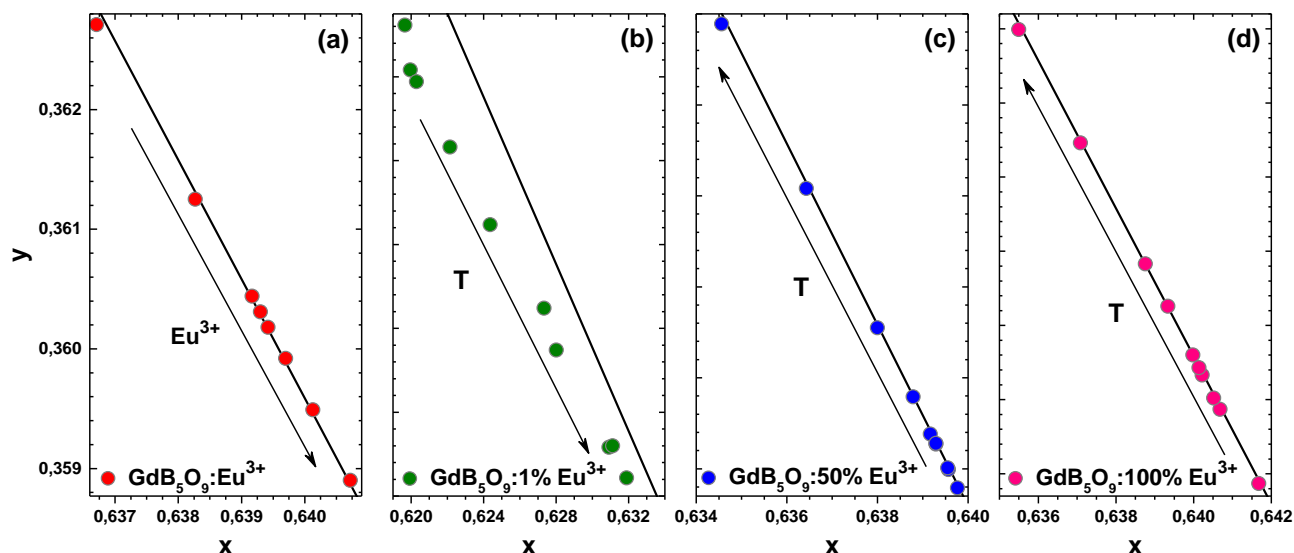 (a)
(b)
(c)
(d)
y
0,362
0,361
0,360
0,359
Eu³⁺
T
T
T
GdB₅O₉:Eu³⁺
GdB₅O₉:1% Eu³⁺
GdB₅O₉:50% Eu³⁺
GdB₅O₉:100% Eu³⁺
0,637 0,638 0,639 0,640
0,620 0,624 0,628 0,632
0,634 0,636 0,638 0,640
0,636 0,638 0,640 0,642
x
x
x
x